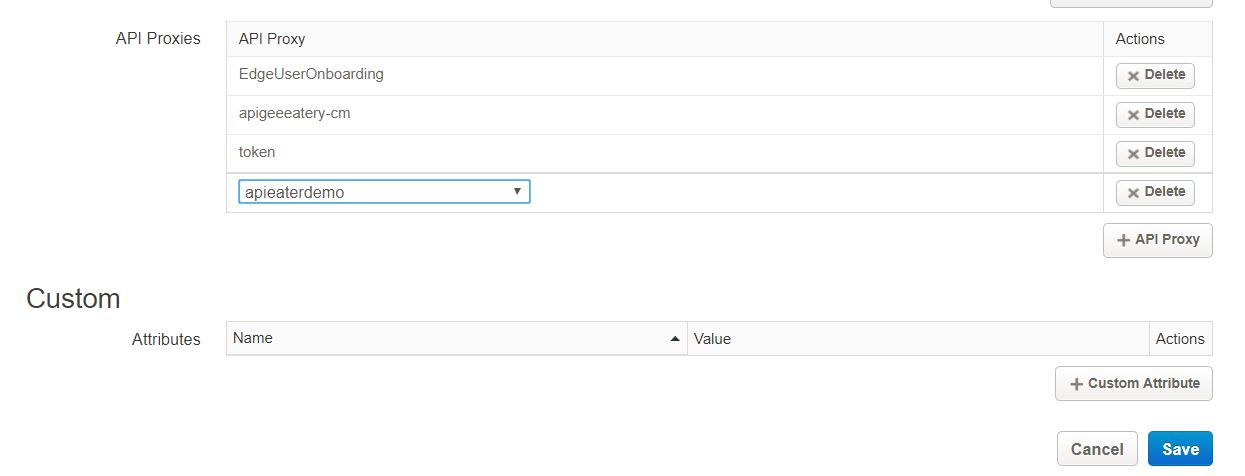 API Proxies API Proxy Actions
EdgeUserOnboarding Delete
apigeeeatery-cm Delete
token Delete
apieaterdemo Delete
+ API Proxy
Custom
Attributes Name Value Actions
+ Custom Attribute
Cancel Save